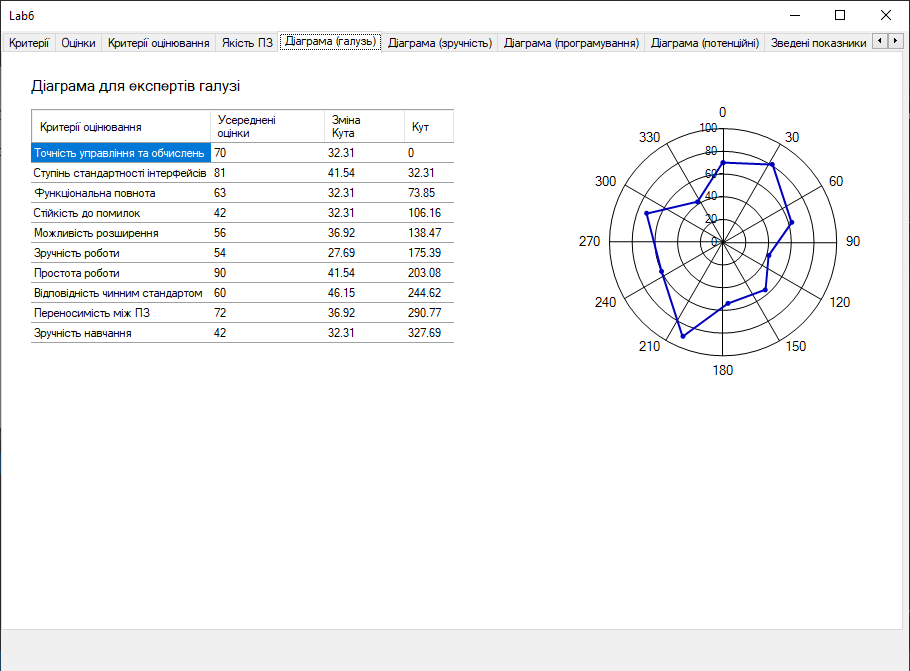 Lab6
Критерії Оцінки Критерії оцінювання Якість ПЗ Діаграма (галузь) Діаграма (зручність) Діаграма (програмування) Діаграма (потенційні) Зведені показники
Діаграма для експертів галузі
Критерії оцінювання Усереднені оцінки Зміна Кута Кут
Точність управління та обчислень 70 32.31 0
Ступінь стандартності інтерфейсів 81 41.54 32.31
Функціональна повнота 63 32.31 73.85
Стійкість до помилок 42 32.31 106.16
Можливість розширення 56 36.92 138.47
Зручність роботи 54 27.69 175.39
Простота роботи 90 41.54 203.08
Відповідність чинним стандартом 60 46.15 244.62
Переносимість між ПЗ 72 36.92 290.77
Зручність навчання 42 32.31 327.69
0
30
60
90
120
150
180
210
240
270
300
330
100
80
60
40
20
0